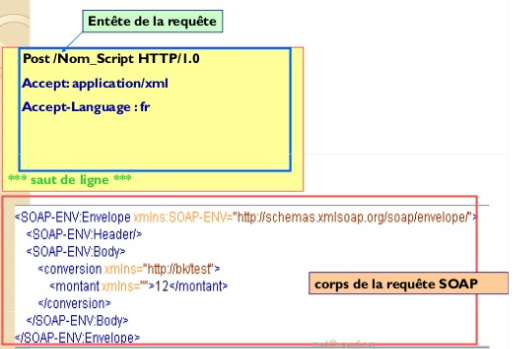 Entête de la requête
Post /Nom_Script HTTP/1.0
Accept: application/xml
Accept-Language : fr
*** saut de ligne ***
<SOAP-ENV:Envelope xmlns:SOAP-ENV="http://schemas.xmlsoap.org/soap/envelope/">
<SOAP-ENV:Header/>
<SOAP-ENV:Body>
<conversion xmlns="http://bk/test">
<montant xmlns="">12</montant>
</conversion>
</SOAP-ENV:Body>
</SOAP-ENV:Envelope>
corps de la requête SOAP